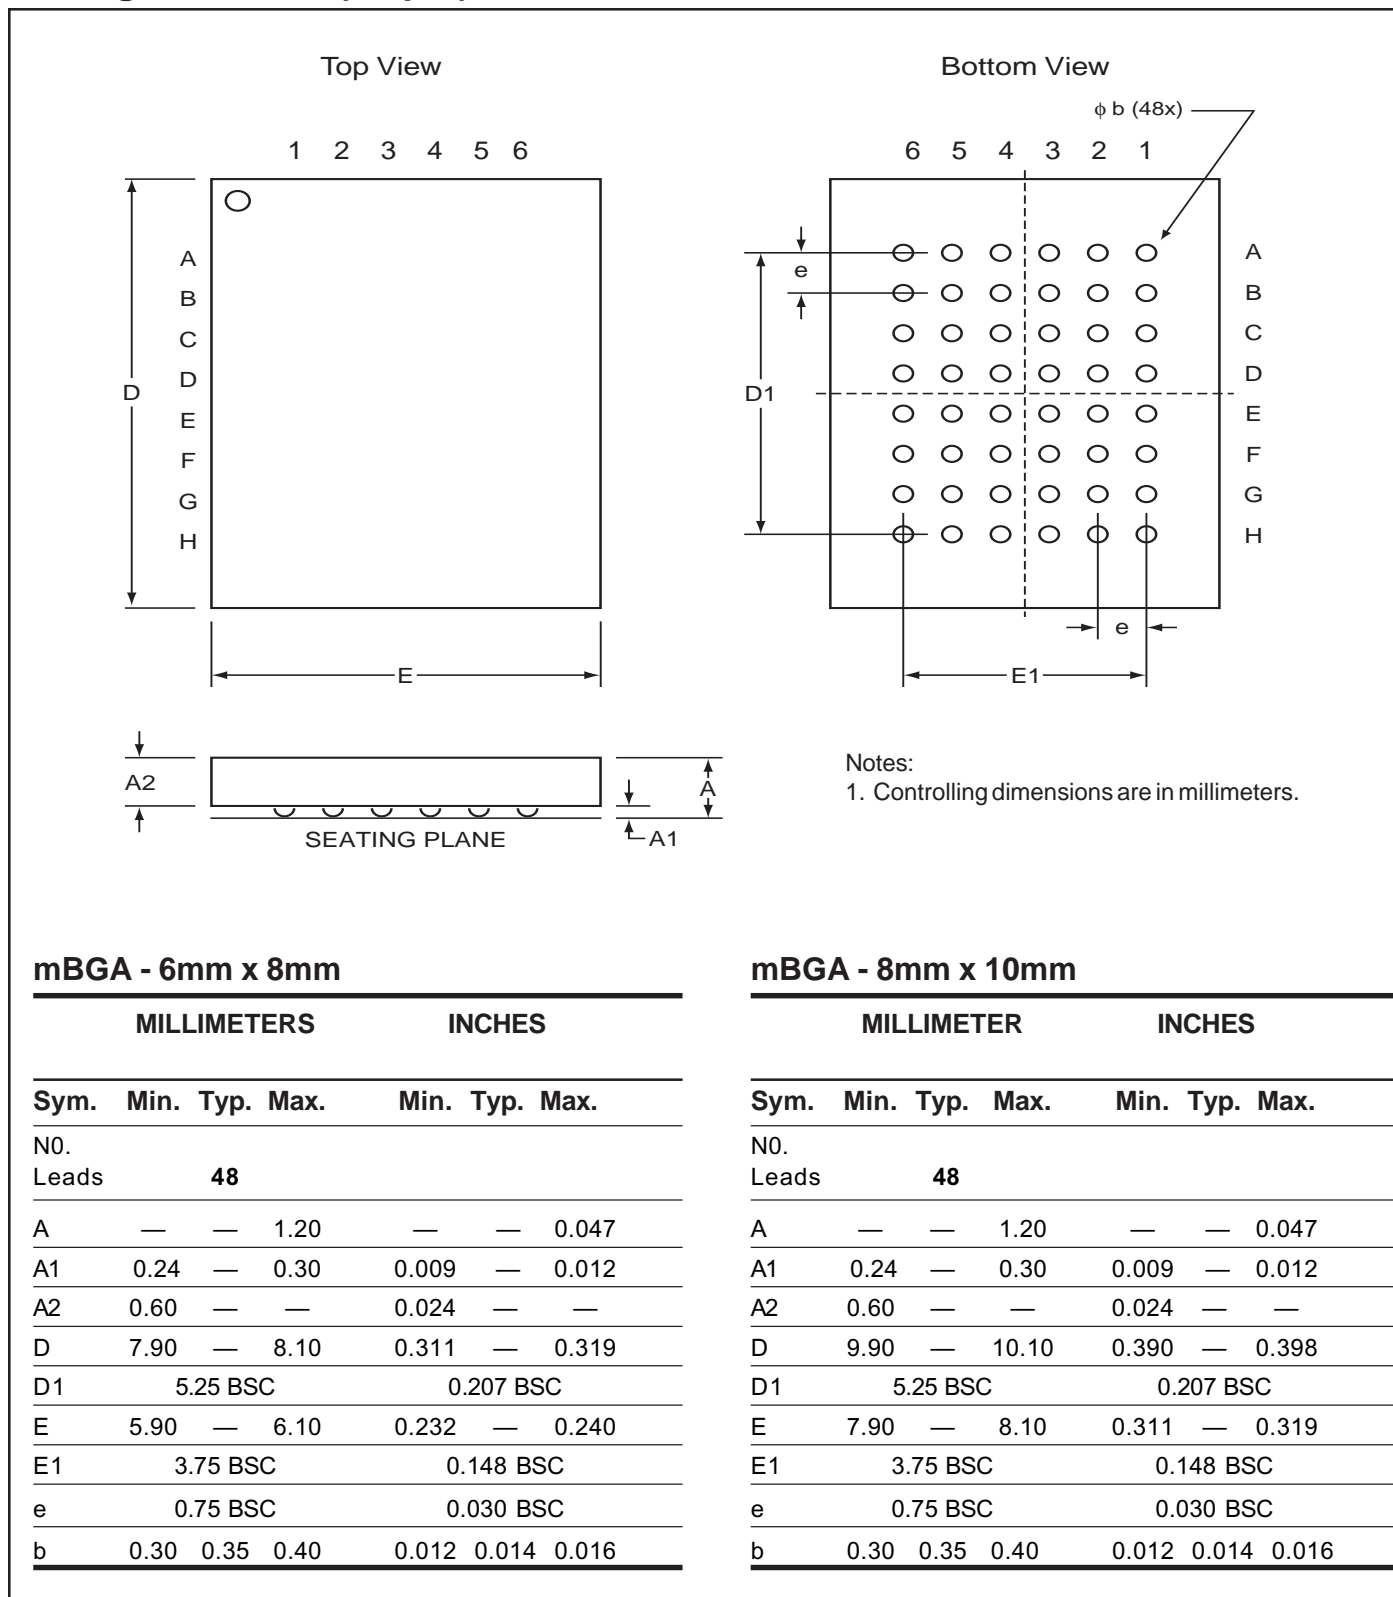 Top View
Bottom View
ϕ b (48x)
1 2 3 4 5 6
6 5 4 3 2 1
A
B
C
D
E
F
G
H
D
E
e
D1
A
B
C
D
E
F
G
H
e
E1
A2
A
A1
SEATING PLANE
Notes:
1. Controlling dimensions are in millimeters.
mBGA - 6mm x 8mm
MILLIMETERS INCHES
Sym. Min. Typ. Max. Min. Typ. Max.
N0.
Leads 48
A — — 1.20 — — 0.047
A1 0.24 — 0.30 0.009 — 0.012
A2 0.60 — — 0.024 — —
D 7.90 — 8.10 0.311 — 0.319
D1 5.25 BSC 0.207 BSC
E 5.90 — 6.10 0.232 — 0.240
E1 3.75 BSC 0.148 BSC
e 0.75 BSC 0.030 BSC
b 0.30 0.35 0.40 0.012 0.014 0.016
mBGA - 8mm x 10mm
MILLIMETER INCHES
Sym. Min. Typ. Max. Min. Typ. Max.
N0.
Leads 48
A — — 1.20 — — 0.047
A1 0.24 — 0.30 0.009 — 0.012
A2 0.60 — — 0.024 — —
D 9.90 — 10.10 0.390 — 0.398
D1 5.25 BSC 0.207 BSC
E 7.90 — 8.10 0.311 — 0.319
E1 3.75 BSC 0.148 BSC
e 0.75 BSC 0.030 BSC
b 0.30 0.35 0.40 0.012 0.014 0.016